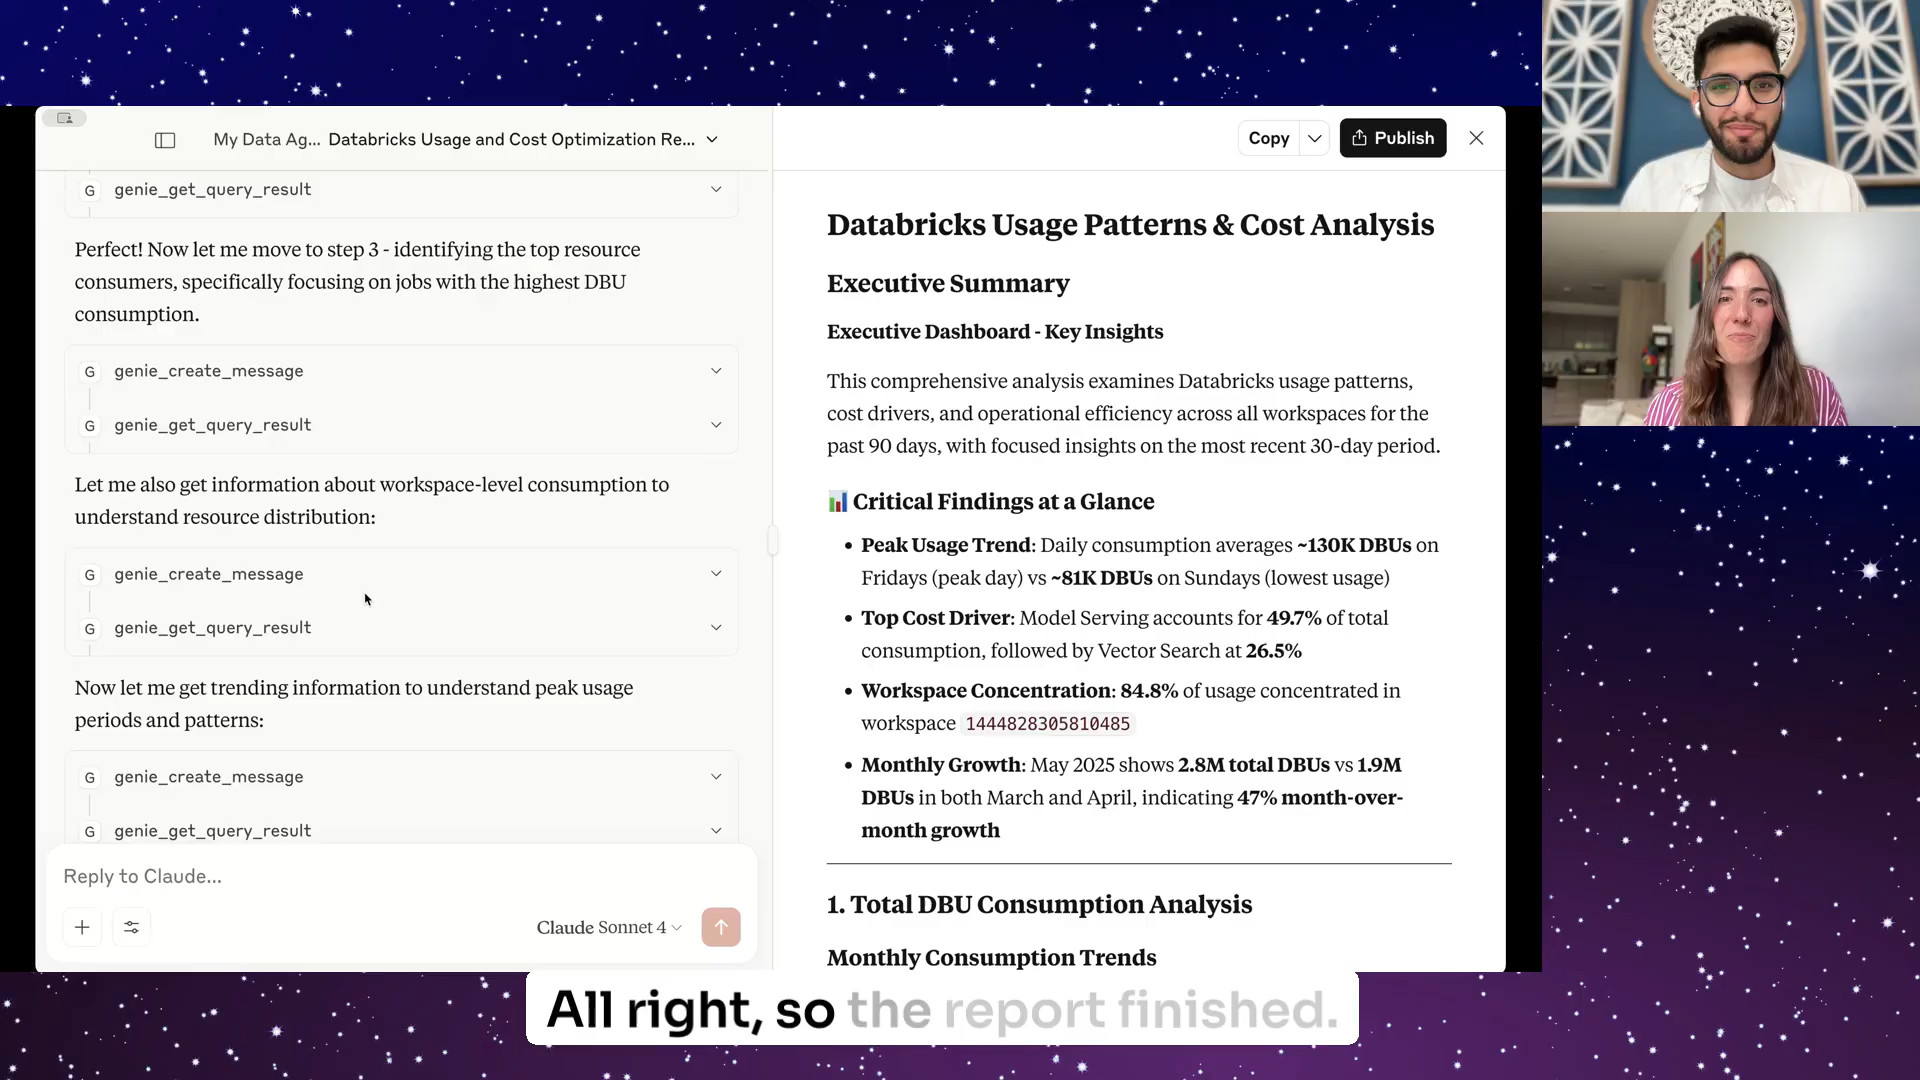 My Data Ag... Databricks Usage and Cost Optimization Re...
G genie_get_query_result
Perfect! Now let me move to step 3 - identifying the top resource
consumers, specifically focusing on jobs with the highest DBU
consumption.
G genie_create_message
G genie_get_query_result
Let me also get information about workspace-level consumption to
understand resource distribution:
G genie_create_message
G genie_get_query_result
Now let me get trending information to understand peak usage
periods and patterns:
G genie_create_message
G genie_get_query_result
Reply to Claude...
Claude Sonnet 4
Copy
Publish
Databricks Usage Patterns & Cost Analysis
Executive Summary
Executive Dashboard - Key Insights
This comprehensive analysis examines Databricks usage patterns,
cost drivers, and operational efficiency across all workspaces for the
past 90 days, with focused insights on the most recent 30-day period.
📊 Critical Findings at a Glance
• Peak Usage Trend: Daily consumption averages ~130K DBUs on
Fridays (peak day) vs ~81K DBUs on Sundays (lowest usage)
• Top Cost Driver: Model Serving accounts for 49.7% of total
consumption, followed by Vector Search at 26.5%
• Workspace Concentration: 84.8% of usage concentrated in
workspace 1444828305810485
• Monthly Growth: May 2025 shows 2.8M total DBUs vs 1.9M
DBUs in both March and April, indicating 47% month-over-
month growth
1. Total DBU Consumption Analysis
Monthly Consumption Trends
All right, so the report finished.